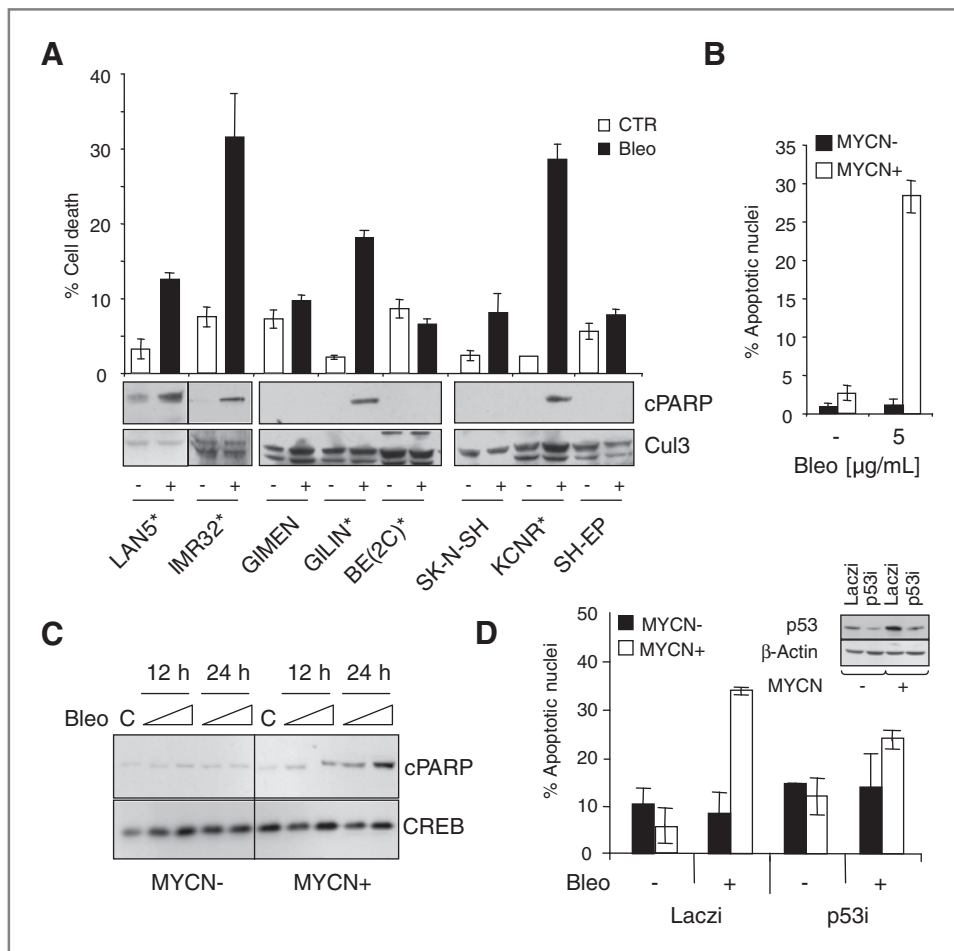 A
40
30
20
10
0
% Cell death
CTR
Bleo
cPARP
Cul3
- + - + - + - + - + - + - + - +
LAN5*
IMR32*
GIMEN
GILIN*
BE(2C)*
SK-N-SH
KCNR*
SH-EP
B
MYCN-
MYCN+
35
30
25
20
15
10
5
0
% Apoptotic nuclei
- 5
Bleo [µg/mL]
C
12 h 24 h 12 h 24 h
Bleo C C
cPARP
CREB
MYCN- MYCN+
D
50
40
30
20
10
0
% Apoptotic nuclei
MYCN-
MYCN+
Laczi
p53i
Laczi
p53i
p53
β-Actin
MYCN - +
Bleo - + - +
Laczi p53i